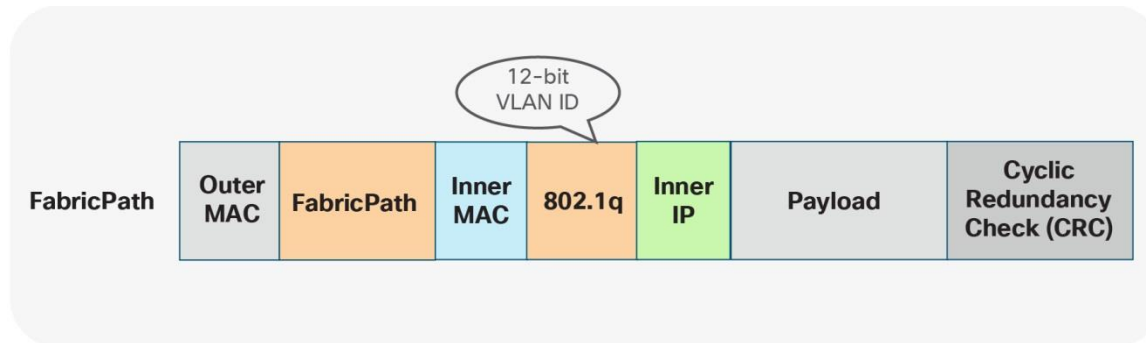 12-bit
VLAN ID
FabricPath
Outer
MAC
FabricPath
Inner
MAC
802.1q
Inner
IP
Payload
Cyclic
Redundancy
Check (CRC)